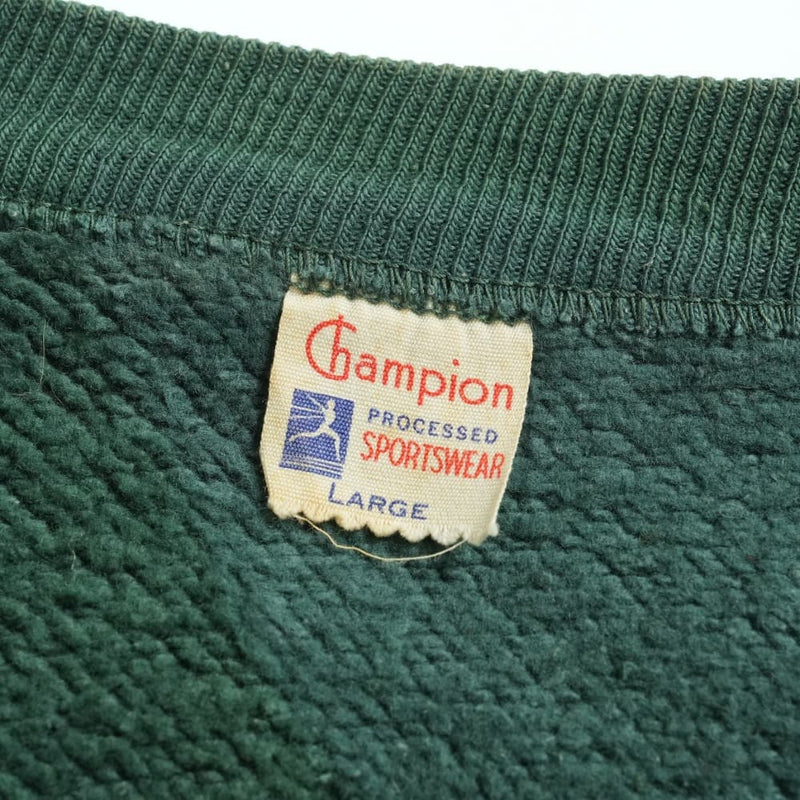 Champion
PROCESSED
SPORTSWEAR
LARGE